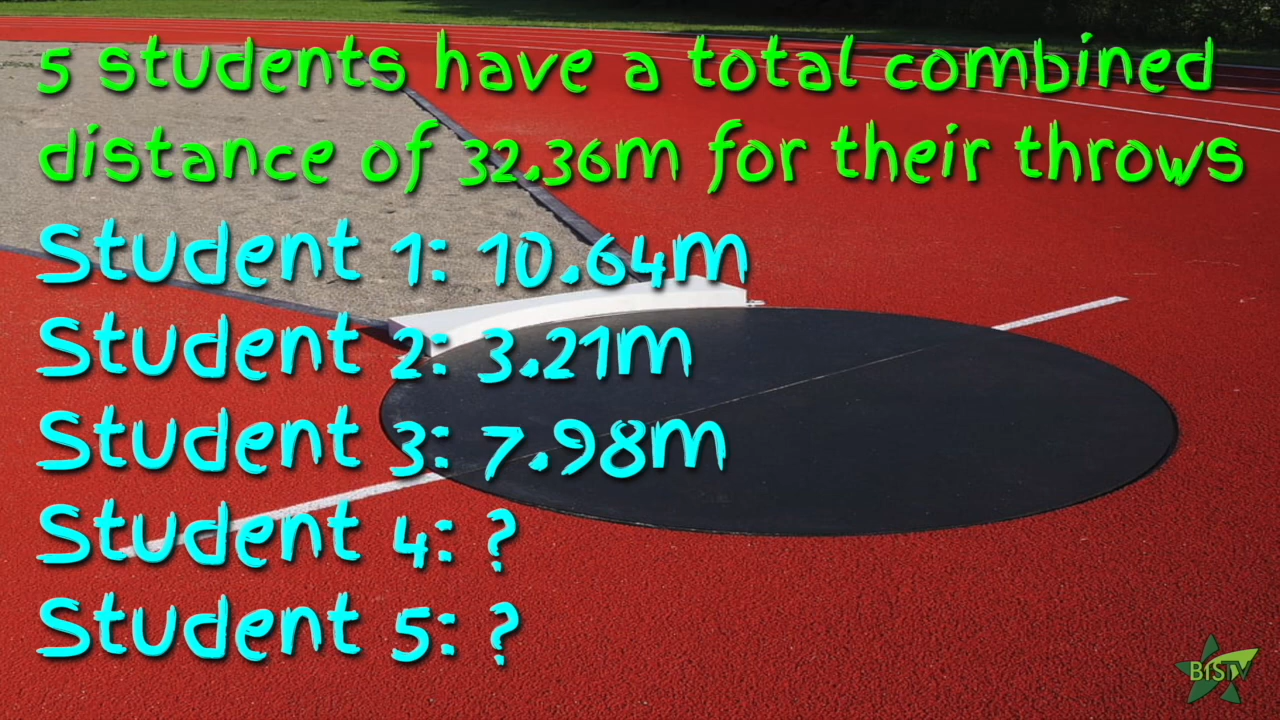 5 students have a total combined
distance of 32.36m for their throws
Student 1: 10.64m
Student 2: 3.21m
Student 3: 7.98m
Student 4: ?
Student 5: ?
BISTV